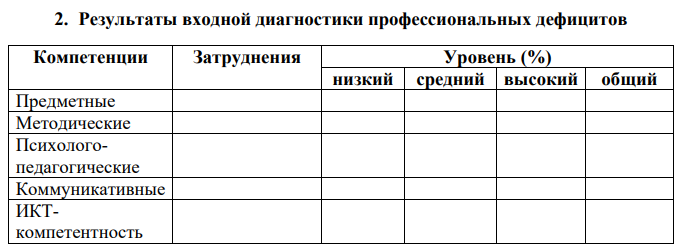 2. Результаты входной диагностики профессиональных дефицитов
Компетенции Затруднения Уровень (%)
низкий средний высокий общий
Предметные
Методические
Психолого-
педагогические
Коммуникативные
ИКТ-
компетентность